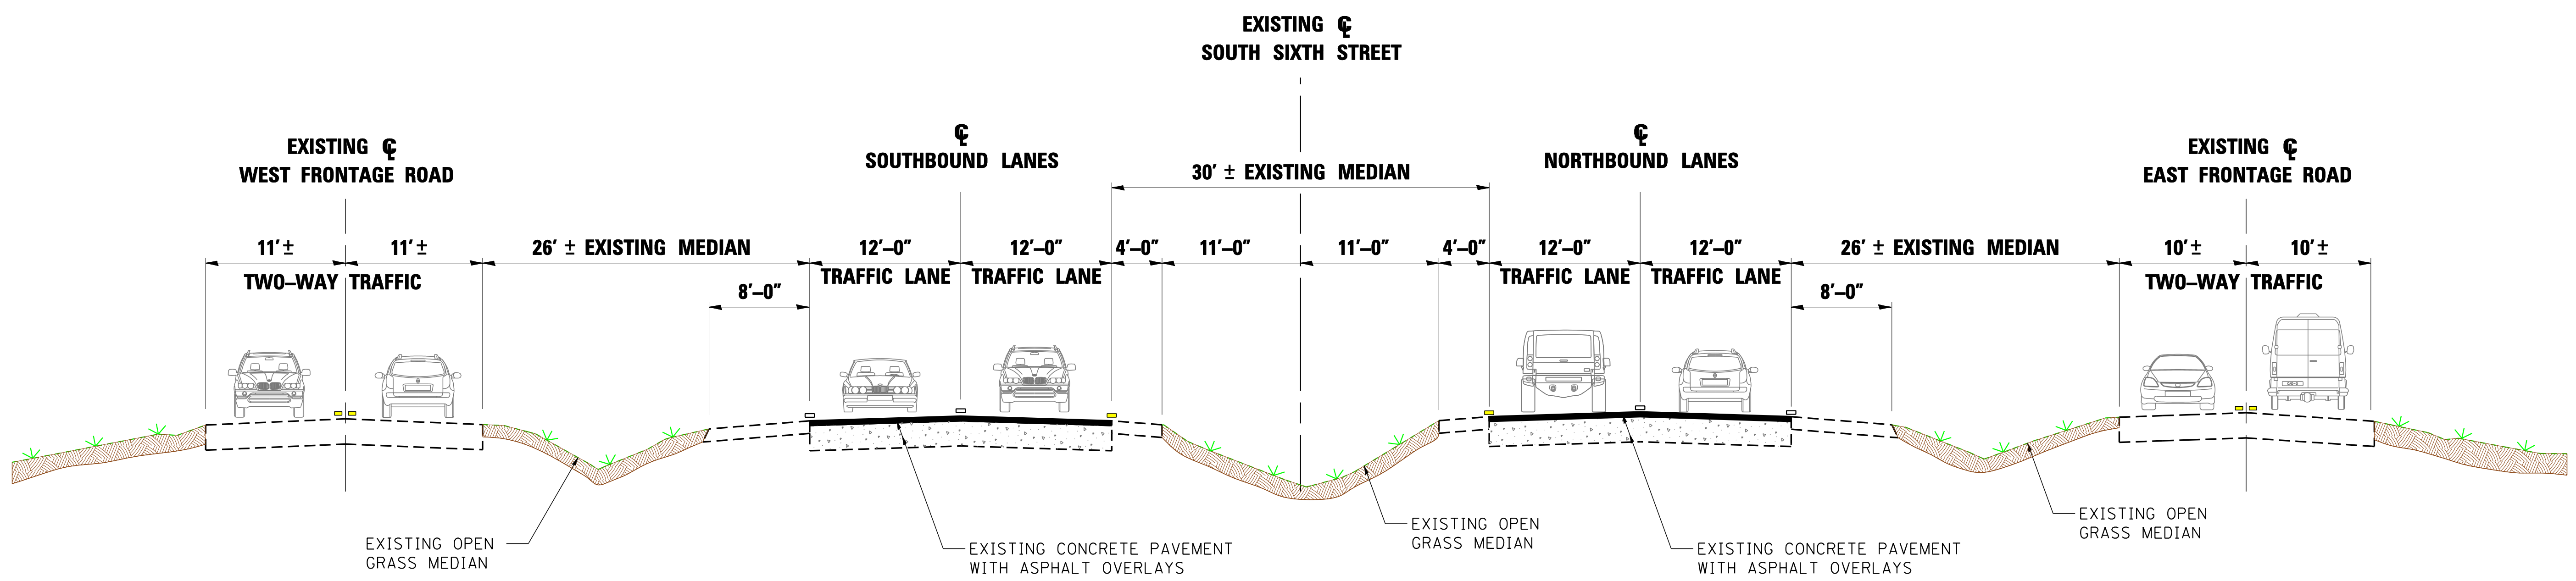 EXISTING ℄
SOUTH SIXTH STREET
EXISTING ℄
WEST FRONTAGE ROAD
℄
SOUTHBOUND LANES
30' ± EXISTING MEDIAN
℄
NORTHBOUND LANES
EXISTING ℄
EAST FRONTAGE ROAD
11' ±
11' ±
26' ± EXISTING MEDIAN
12'–0"
12'–0"
4'–0"
11'–0"
11'–0"
4'–0"
12'–0"
12'–0"
26' ± EXISTING MEDIAN
10' ±
10' ±
TWO–WAY TRAFFIC
8'–0"
TRAFFIC LANE
TRAFFIC LANE
TRAFFIC LANE
TRAFFIC LANE
8'–0"
TWO–WAY TRAFFIC
EXISTING OPEN
GRASS MEDIAN
EXISTING CONCRETE PAVEMENT
WITH ASPHALT OVERLAYS
EXISTING OPEN
GRASS MEDIAN
EXISTING CONCRETE PAVEMENT
WITH ASPHALT OVERLAYS
EXISTING OPEN
GRASS MEDIAN